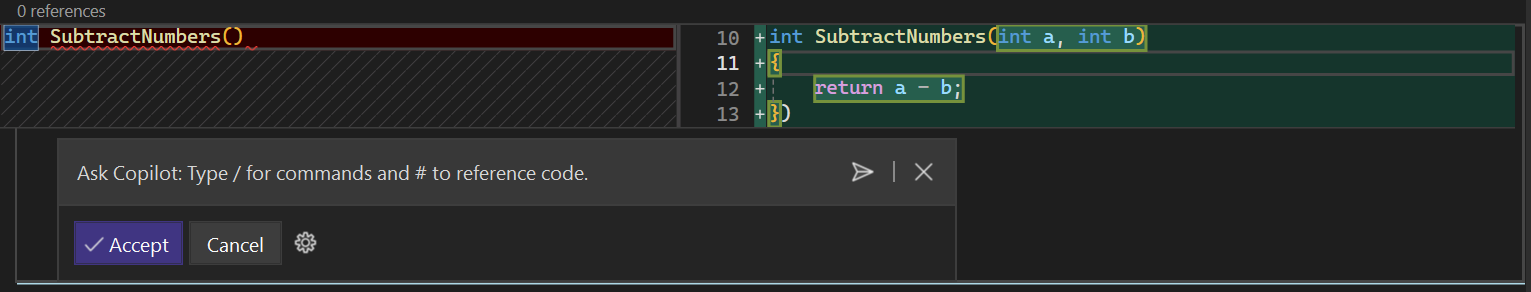 0 references
int SubtractNumbers()
10 +int SubtractNumbers(int a, int b)
11 +{
12 + return a - b;
13 +})
Ask Copilot: Type / for commands and # to reference code.
Accept Cancel